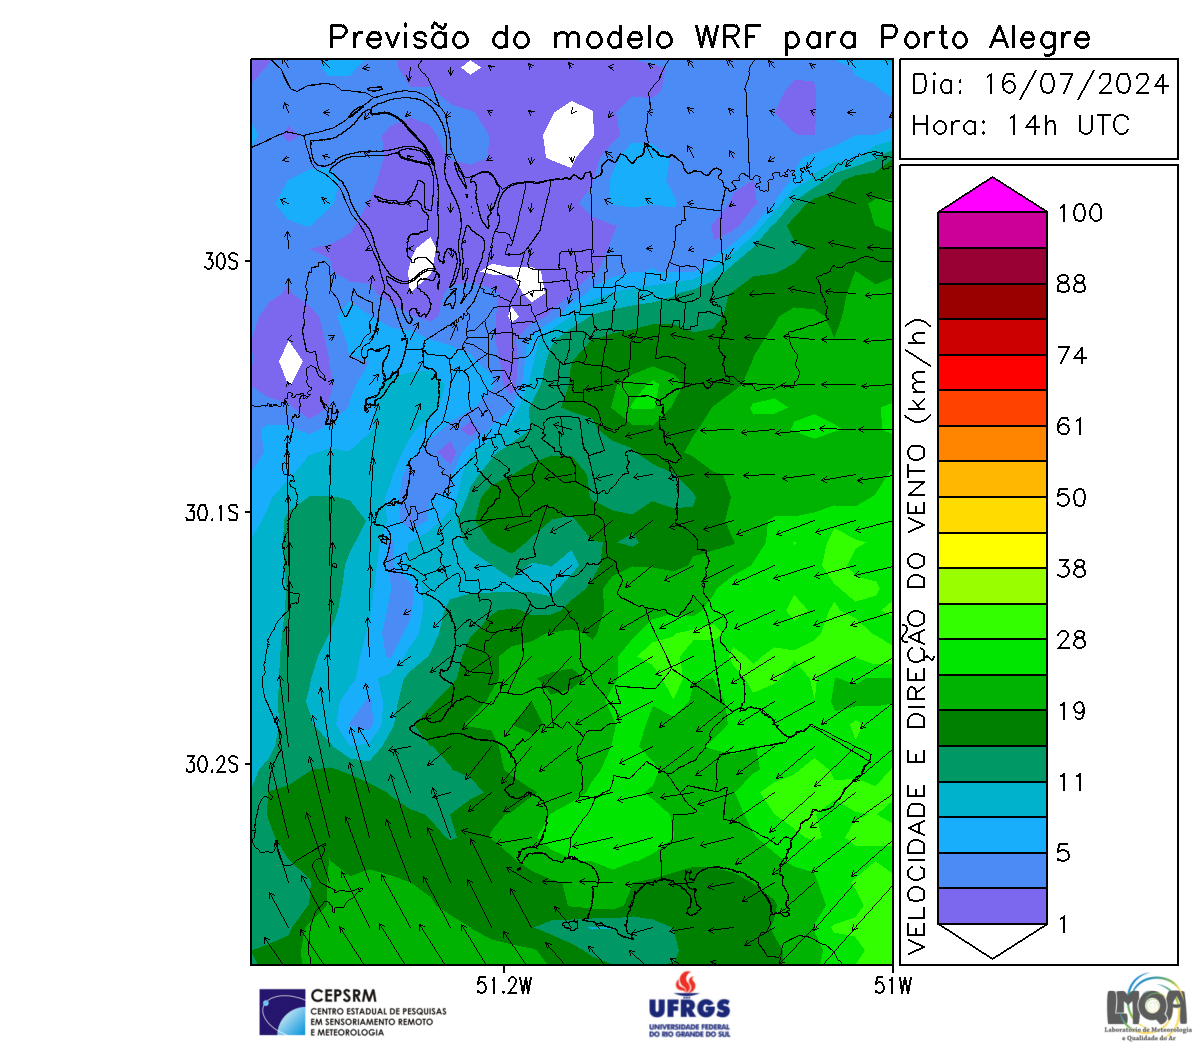 Previsão do modelo WRF para Porto Alegre
Dia: 16/07/2024
Hora: 14h UTC
30S
30.1S
30.2S
51.2W
51W
VELOCIDADE E DIREÇÃO DO VENTO (km/h)
100
88
74
61
50
38
28
19
11
5
1
CEPSRM
CENTRO ESTADUAL DE PESQUISAS
EM SENSORIAMENTO REMOTO
E METEOROLOGIA
UFRGS
UNIVERSIDADE FEDERAL
DO RIO GRANDE DO SUL
LMQA
Laboratório de Meteorologia
e Qualidade do Ar